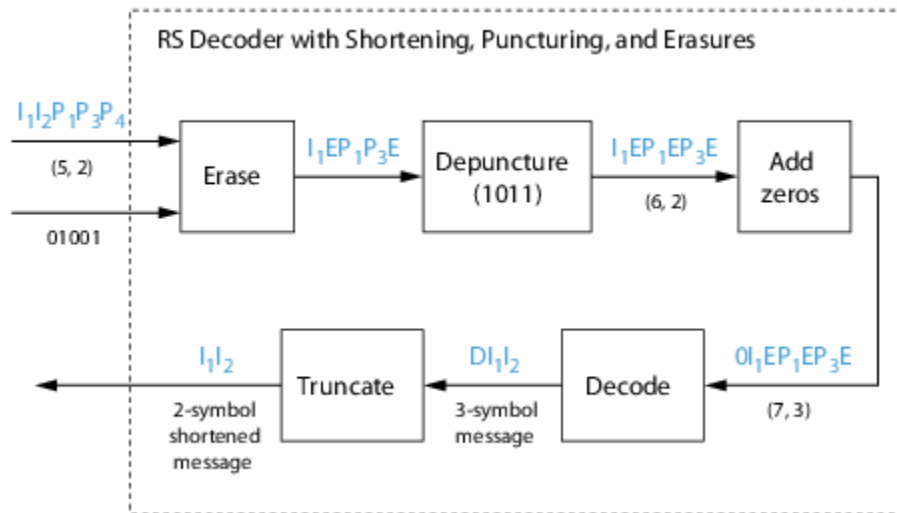 RS Decoder with Shortening, Puncturing, and Erasures
I₁I₂P₁P₃P₄
(5, 2)
01001
Erase
I₁EP₁P₃E
Depuncture
(1011)
I₁EP₁EP₃E
(6, 2)
Add
zeros
0I₁EP₁EP₃E
(7, 3)
Decode
DI₁I₂
3-symbol
message
Truncate
I₁I₂
2-symbol
shortened
message